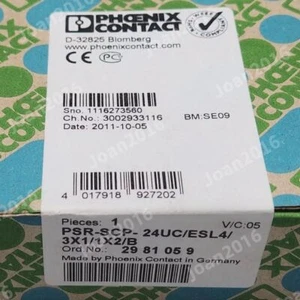 PHOENIX
CONTACT
D-32825 Blomberg
www.phoenixcontact.com
Sno. 1116273560
Ch.No.: 3002933116 BM:SE09
Date: 2011-10-05
4 017918 927202
Pieces: 1 V/C:05
PSR-SCP- 24UC/ESL4/
3X1/1X2/B
Ord.No. 29 81 05 9
Made by Phoenix Contact in Germany
Joan2016